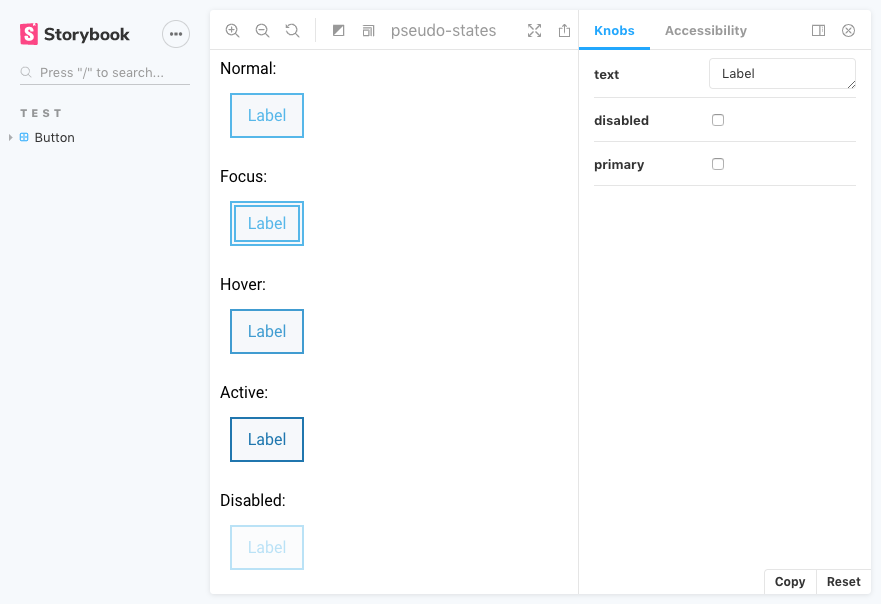 Storybook
Press "/" to search...
TEST
Button
pseudo-states
Normal:
Label
Focus:
Label
Hover:
Label
Active:
Label
Disabled:
Label
Knobs Accessibility
text Label
disabled
primary
Copy Reset